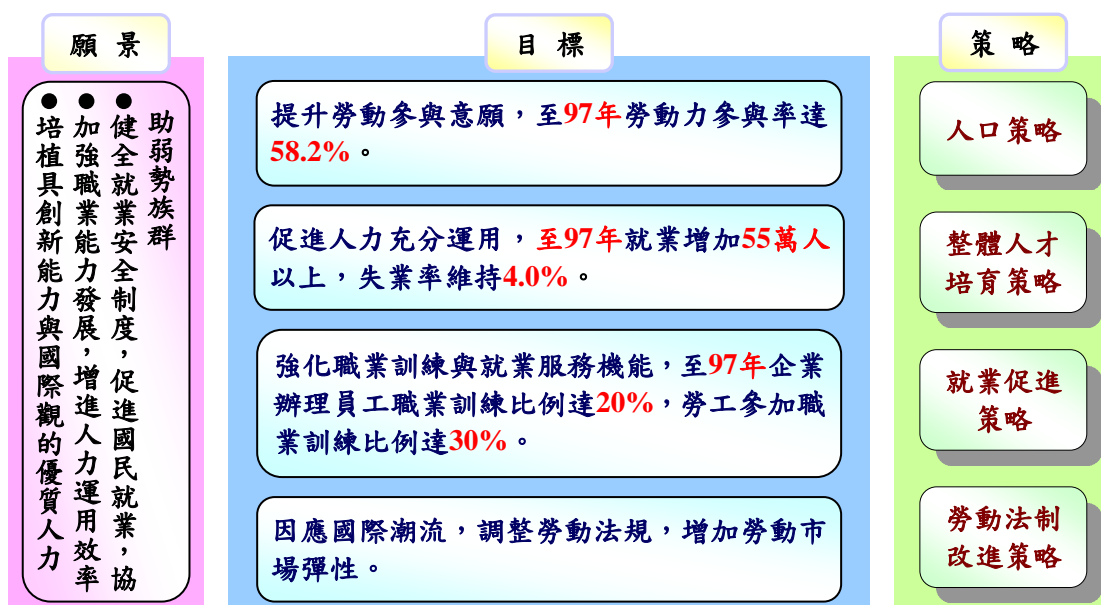 願 景
●培植具創新能力與國際觀的優質人力
●加強職業能力發展，增進人力運用效率
●健全就業安全制度，促進國民就業，協
助弱勢族群
目 標
提升勞動參與意願，至97年勞動力參與率達
58.2%。
促進人力充分運用，至97年就業增加55萬人
以上，失業率維持4.0%。
強化職業訓練與就業服務機能，至97年企業
辦理員工職業訓練比例達20%，勞工參加職
業訓練比例達30%。
因應國際潮流，調整勞動法規，增加勞動市
場彈性。
策 略
人口策略
整體人才
培育策略
就業促進
策略
勞動法制
改進策略